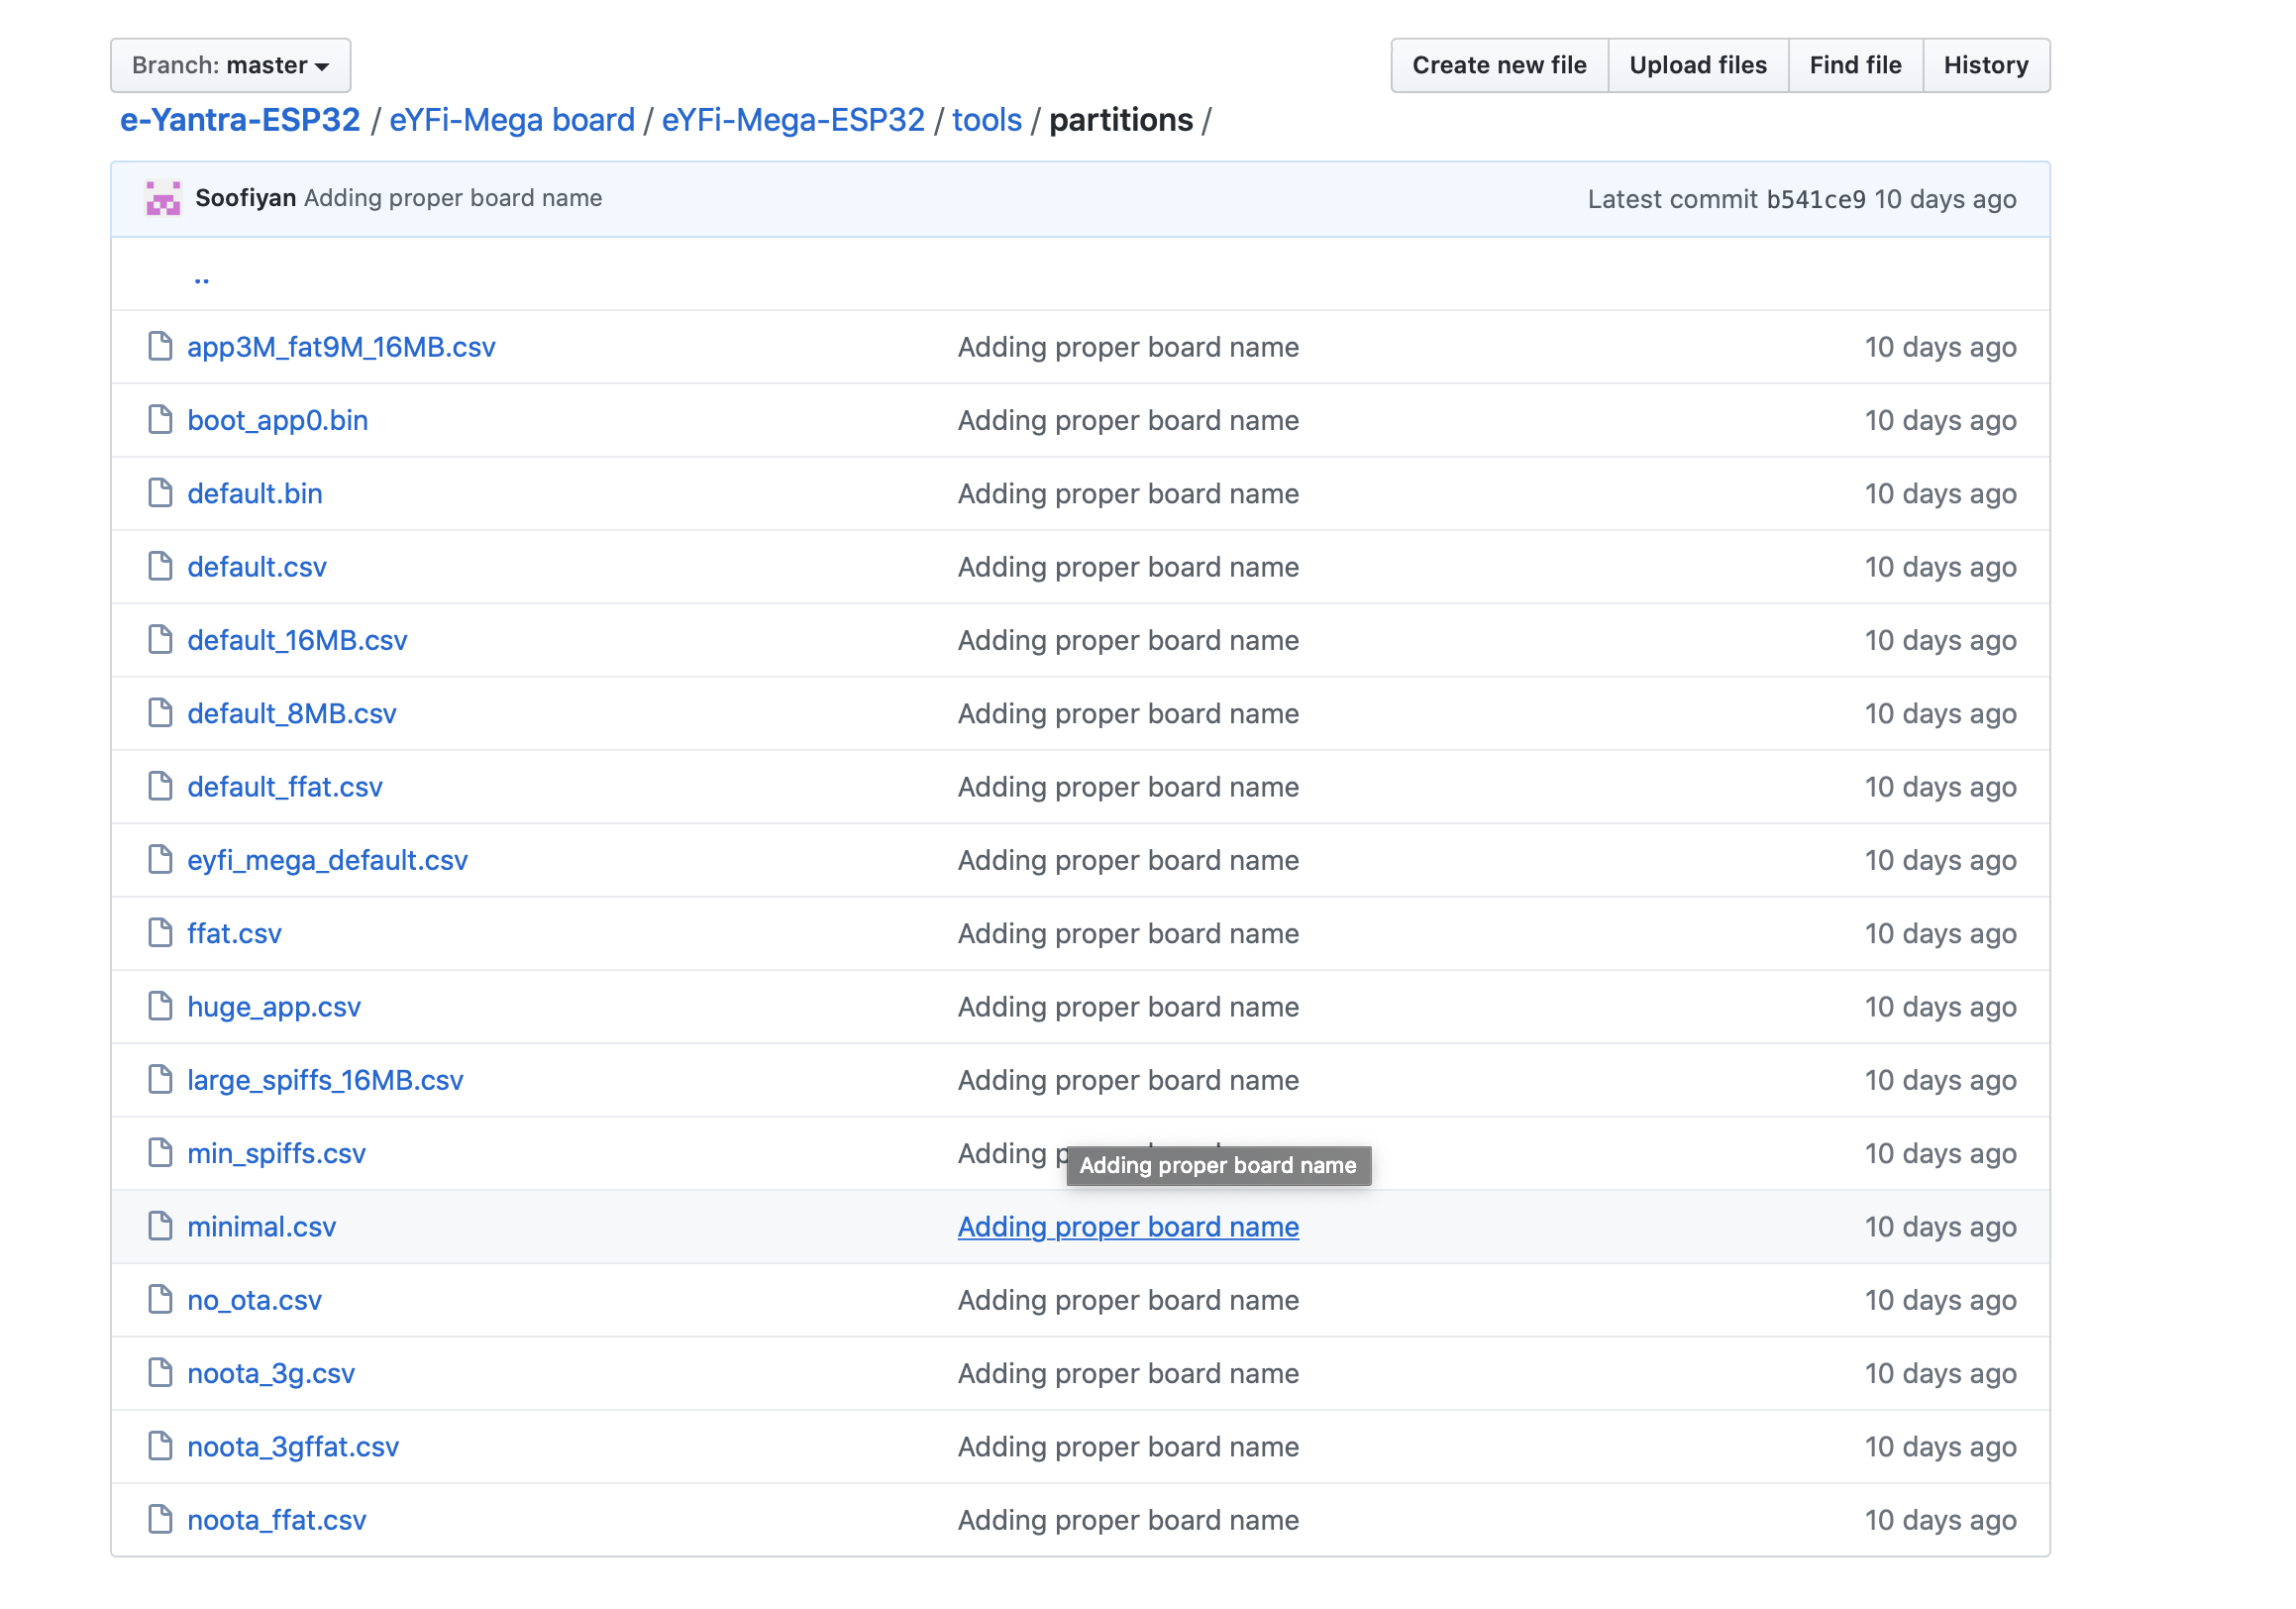 Branch: master
Create new file
Upload files
Find file
History
e-Yantra-ESP32 / eYFi-Mega board / eYFi-Mega-ESP32 / tools / partitions /
Soofiyan Adding proper board name
Latest commit b541ce9 10 days ago
..
app3M_fat9M_16MB.csv Adding proper board name 10 days ago
boot_app0.bin Adding proper board name 10 days ago
default.bin Adding proper board name 10 days ago
default.csv Adding proper board name 10 days ago
default_16MB.csv Adding proper board name 10 days ago
default_8MB.csv Adding proper board name 10 days ago
default_ffat.csv Adding proper board name 10 days ago
eyfi_mega_default.csv Adding proper board name 10 days ago
ffat.csv Adding proper board name 10 days ago
huge_app.csv Adding proper board name 10 days ago
large_spiffs_16MB.csv Adding proper board name 10 days ago
min_spiffs.csv Adding 10 days ago
Adding proper board name
minimal.csv Adding proper board name 10 days ago
no_ota.csv Adding proper board name 10 days ago
noota_3g.csv Adding proper board name 10 days ago
noota_3gffat.csv Adding proper board name 10 days ago
noota_ffat.csv Adding proper board name 10 days ago